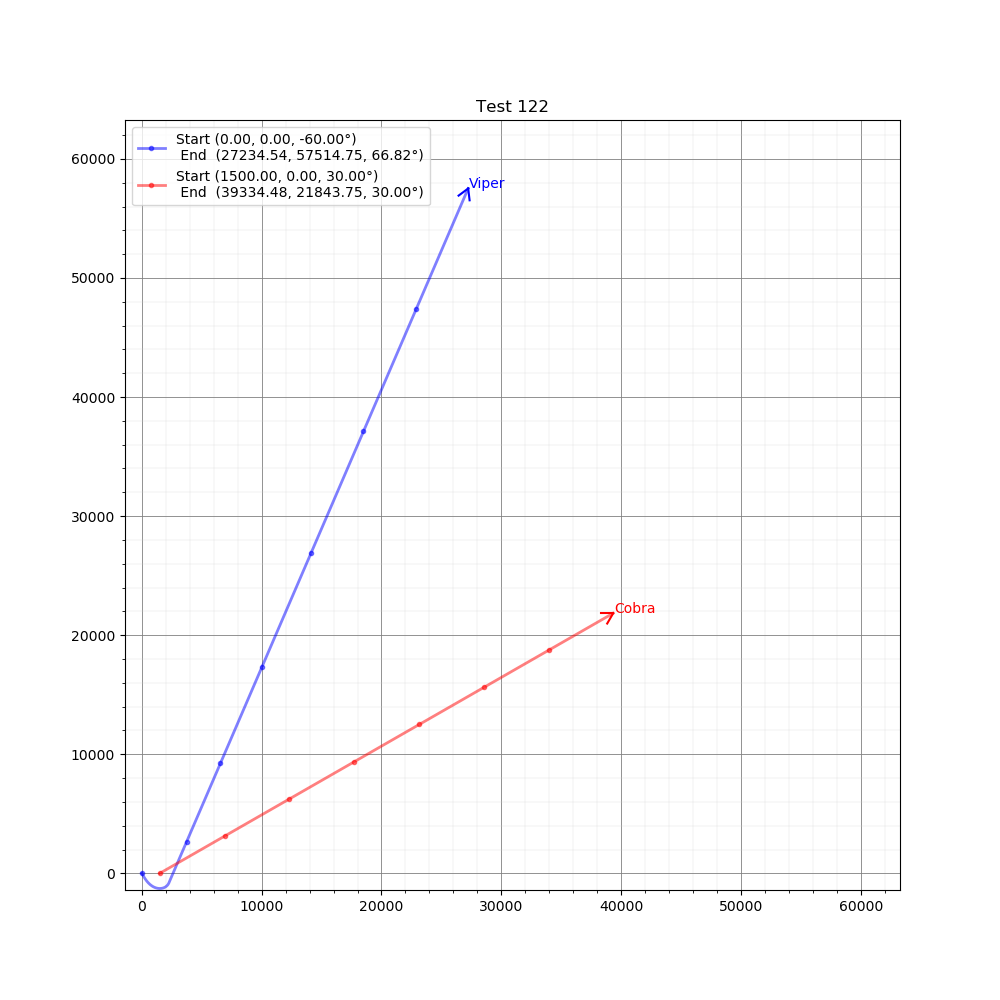 Test 122
Start (0.00, 0.00, -60.00°)
End (27234.54, 57514.75, 66.82°)
Start (1500.00, 0.00, 30.00°)
End (39334.48, 21843.75, 30.00°)
Viper
Cobra
60000
50000
40000
30000
20000
10000
0
0 10000 20000 30000 40000 50000 60000